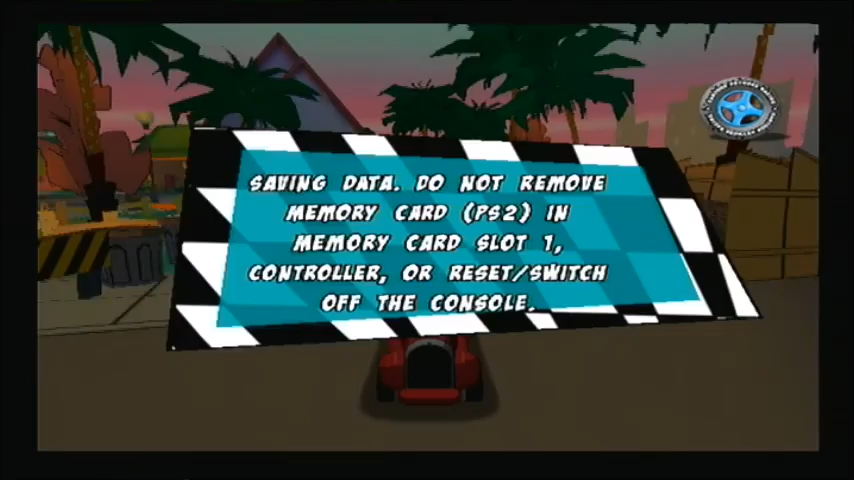 SAVING DATA. DO NOT REMOVE
MEMORY CARD (PS2) IN
MEMORY CARD SLOT 1,
CONTROLLER, OR RESET/SWITCH
OFF THE CONSOLE.